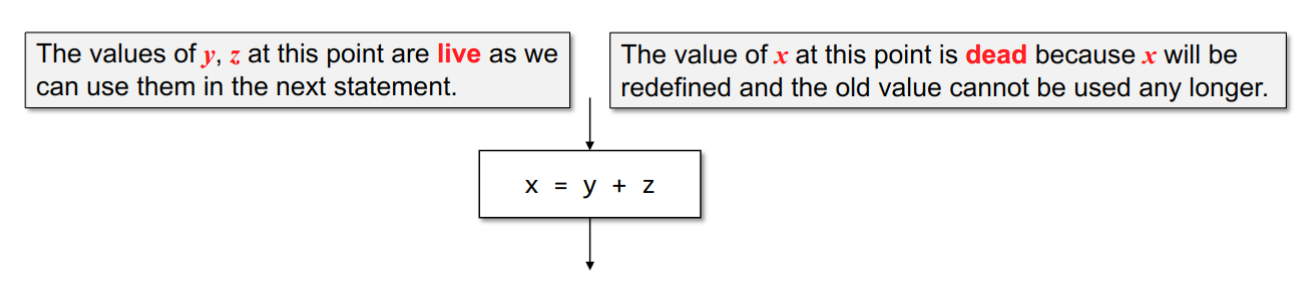 The values of y, z at this point are live as we
can use them in the next statement.
The value of x at this point is dead because x will be
redefined and the old value cannot be used any longer.
x = y + z